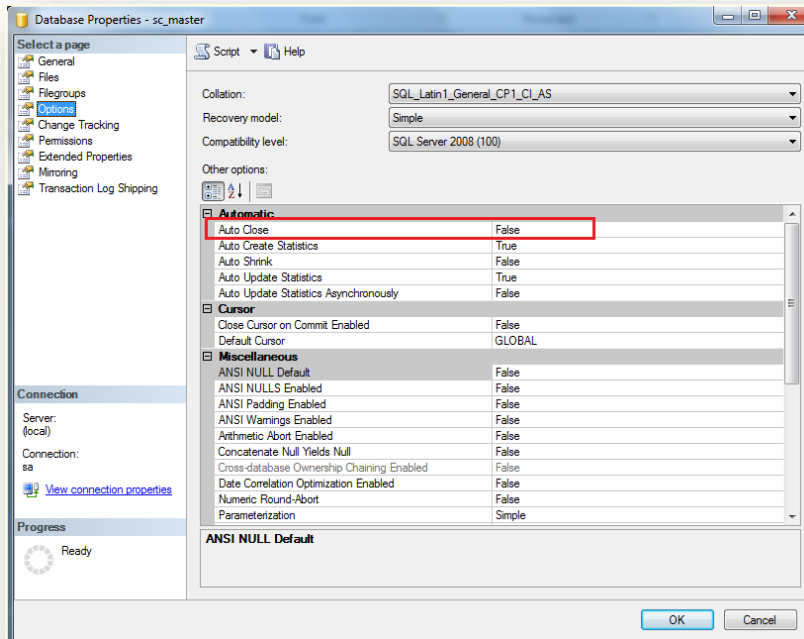 Database Properties - sc_master
Select a page
General
Files
Filegroups
Options
Change Tracking
Permissions
Extended Properties
Mirroring
Transaction Log Shipping
Connection
Server:
(local)
Connection:
sa
View connection properties
Progress
Ready
Script Help
Collation: SQL_Latin1_General_CP1_CI_AS
Recovery model: Simple
Compatibility level: SQL Server 2008 (100)
Other options:
Automatic
Auto Close False
Auto Create Statistics True
Auto Shrink False
Auto Update Statistics True
Auto Update Statistics Asynchronously False
Cursor
Close Cursor on Commit Enabled False
Default Cursor GLOBAL
Miscellaneous
ANSI NULL Default False
ANSI NULLS Enabled False
ANSI Padding Enabled False
ANSI Warnings Enabled False
Arithmetic Abort Enabled False
Concatenate Null Yields Null False
Cross-database Ownership Chaining Enabled False
Date Correlation Optimization Enabled False
Numeric Round-Abort False
Parameterization Simple
ANSI NULL Default
OK Cancel